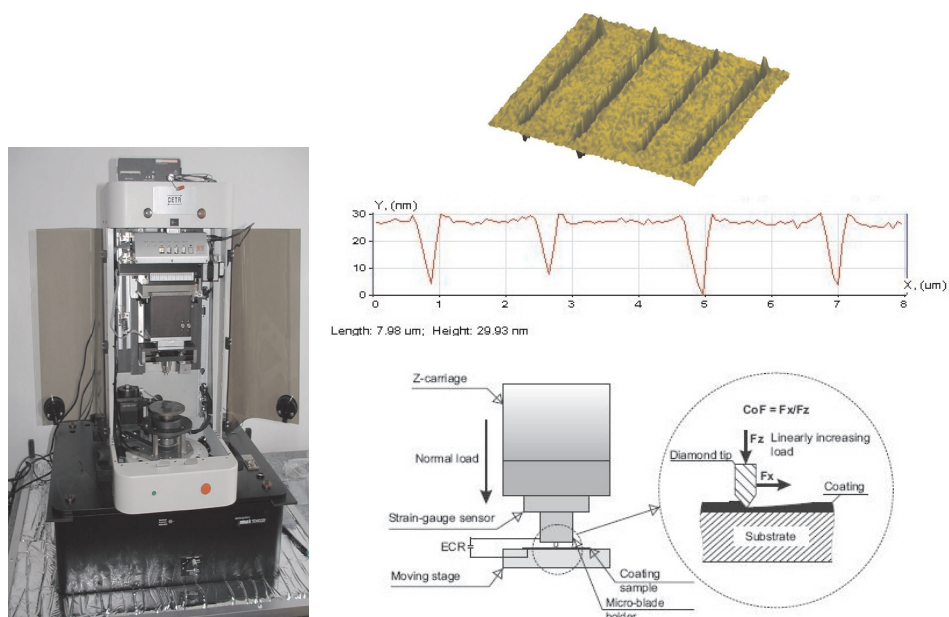 CETR
Y, (nm)
30
20
10
0
0 1 2 3 4 5 6 7 8
X, (um)
Length: 7.98 um; Height: 29.93 nm
Z-carriage
Normal load
Strain-gauge sensor
ECR
Moving stage
Coating
sample
Micro-blade
holder
CoF = Fx/Fz
Fz
Linearly increasing
load
Diamond tip
Fx
Coating
Substrate